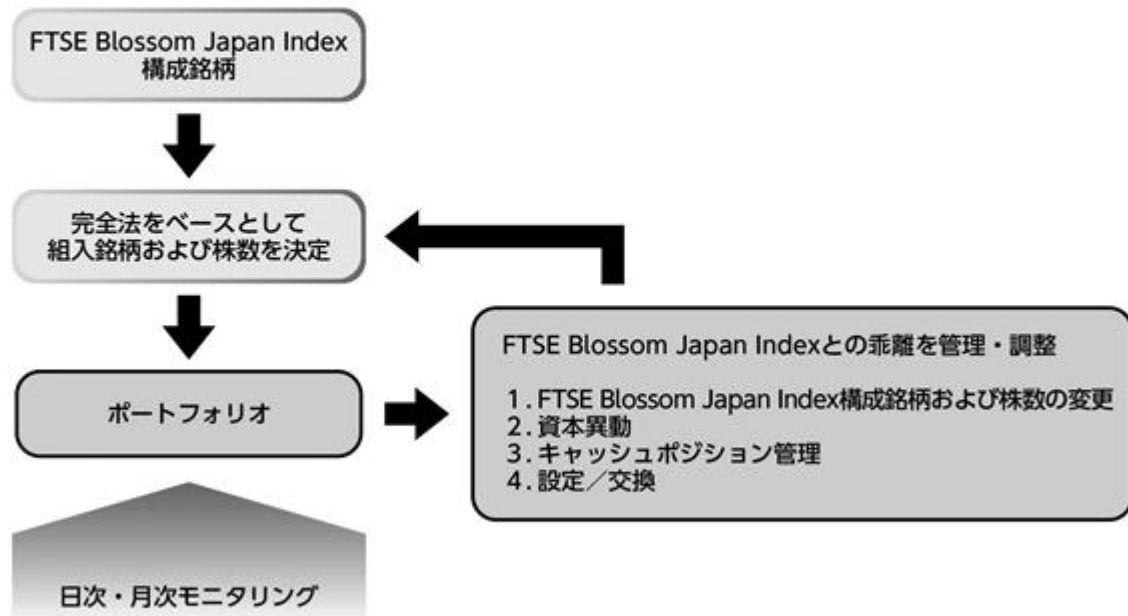 FTSE Blossom Japan Index
構成銘柄
完全法をベースとして
組入銘柄および株数を決定
ポートフォリオ
FTSE Blossom Japan Indexとの乖離を管理・調整
1.FTSE Blossom Japan Index構成銘柄および株数の変更
2.資本異動
3.キャッシュポジション管理
4.設定／交換
日次・月次モニタリング